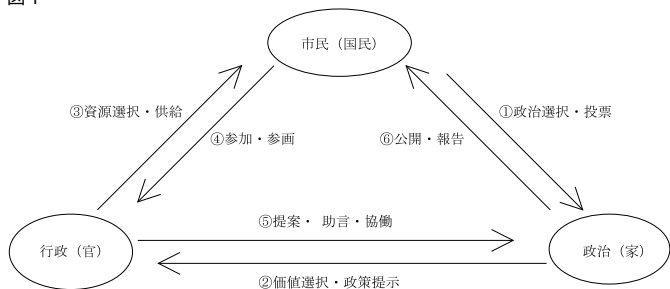 図1
市民（国民）
③資源選択・供給
①政治選択・投票
④参加・参画
⑥公開・報告
⑤提案・ 助言・協働
行政（官）
政治（家）
②価値選択・政策提示